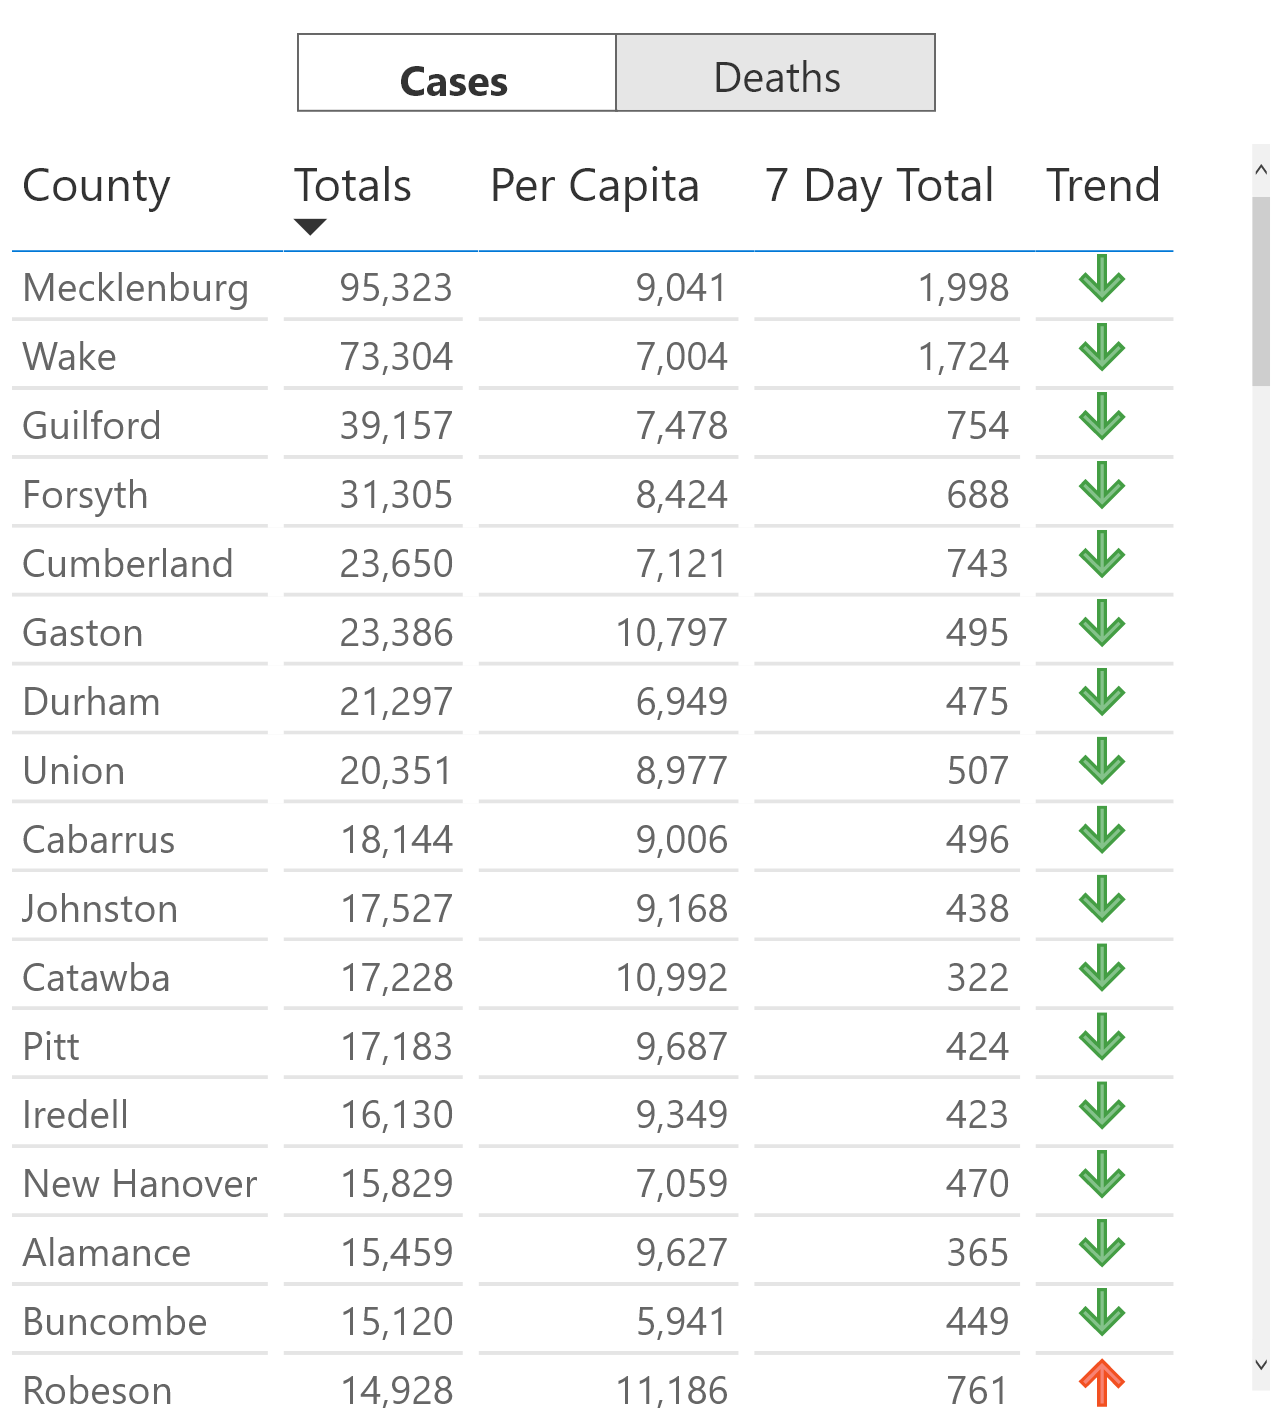 Cases Deaths
County Totals Per Capita 7 Day Total Trend
Mecklenburg 95,323 9,041 1,998
Wake 73,304 7,004 1,724
Guilford 39,157 7,478 754
Forsyth 31,305 8,424 688
Cumberland 23,650 7,121 743
Gaston 23,386 10,797 495
Durham 21,297 6,949 475
Union 20,351 8,977 507
Cabarrus 18,144 9,006 496
Johnston 17,527 9,168 438
Catawba 17,228 10,992 322
Pitt 17,183 9,687 424
Iredell 16,130 9,349 423
New Hanover 15,829 7,059 470
Alamance 15,459 9,627 365
Buncombe 15,120 5,941 449
Robeson 14,928 11,186 761